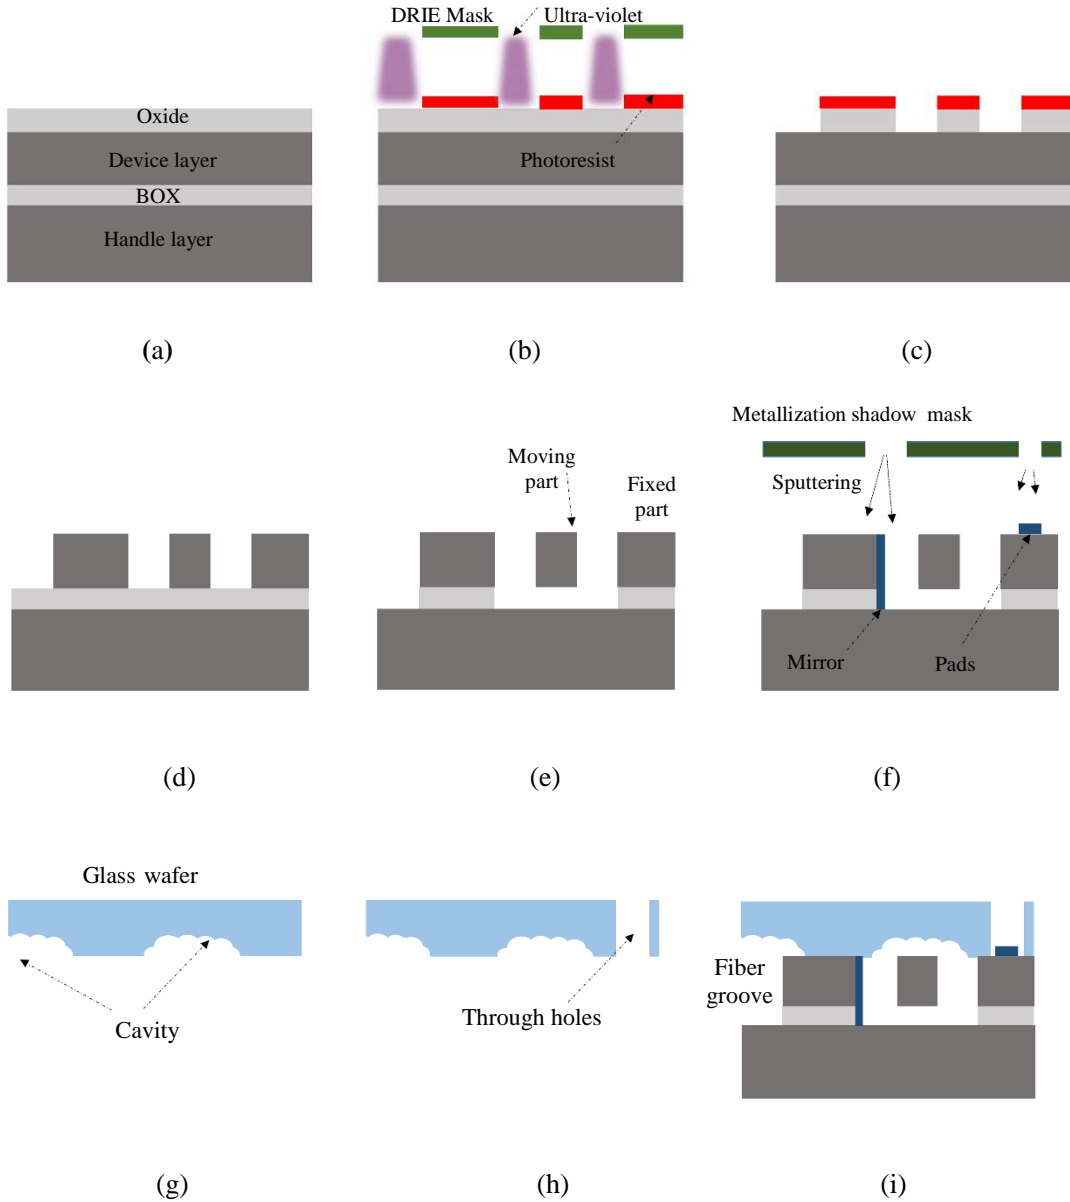 DRIE Mask
Ultra-violet
Oxide
Device layer
BOX
Handle layer
Photoresist
(a)
(b)
(c)
Metallization shadow mask
Moving
part
Fixed
part
Sputtering
Mirror
Pads
(d)
(e)
(f)
Glass wafer
Cavity
Through holes
Fiber
groove
(g)
(h)
(i)